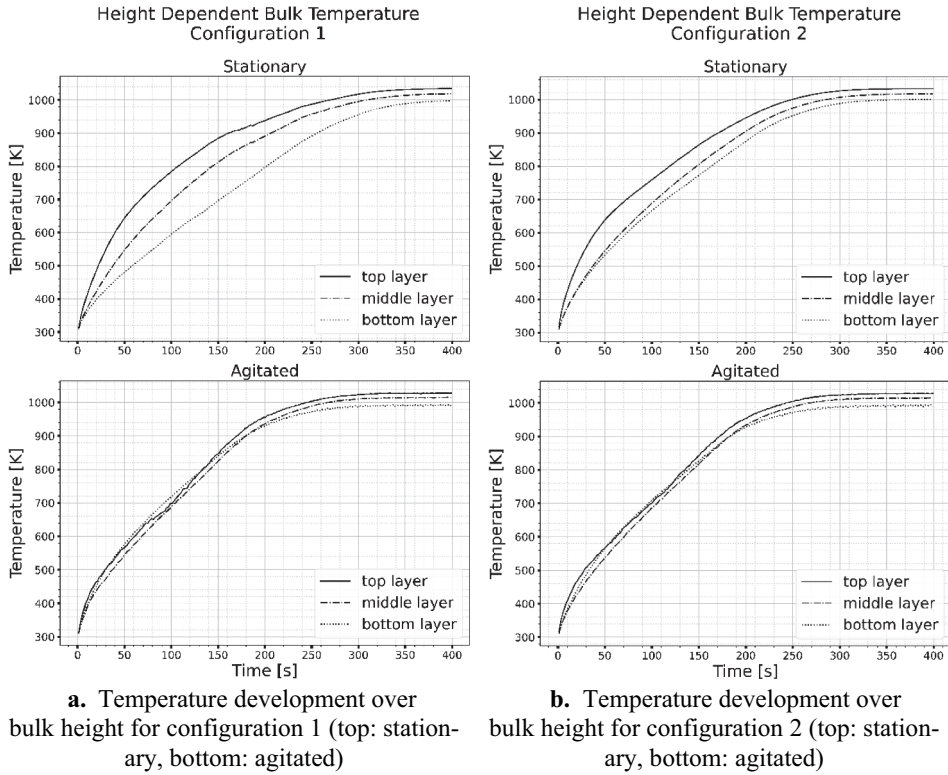 Height Dependent Bulk Temperature
Configuration 1
Stationary
Temperature [K]
1000
900
800
700
600
500
400
300
top layer
middle layer
bottom layer
0
50
100
150
200
250
300
350
400
Agitated
Temperature [K]
1000
900
800
700
600
500
400
300
top layer
middle layer
bottom layer
0
50
100
150
200
250
300
350
400
Time [s]
a. Temperature development over
bulk height for configuration 1 (top: station-
ary, bottom: agitated)
Height Dependent Bulk Temperature
Configuration 2
Stationary
Temperature [K]
1000
900
800
700
600
500
400
300
top layer
middle layer
bottom layer
0
50
100
150
200
250
300
350
400
Agitated
Temperature [K]
1000
900
800
700
600
500
400
300
top layer
middle layer
bottom layer
0
50
100
150
200
250
300
350
400
Time [s]
b. Temperature development over
bulk height for configuration 2 (top: station-
ary, bottom: agitated)